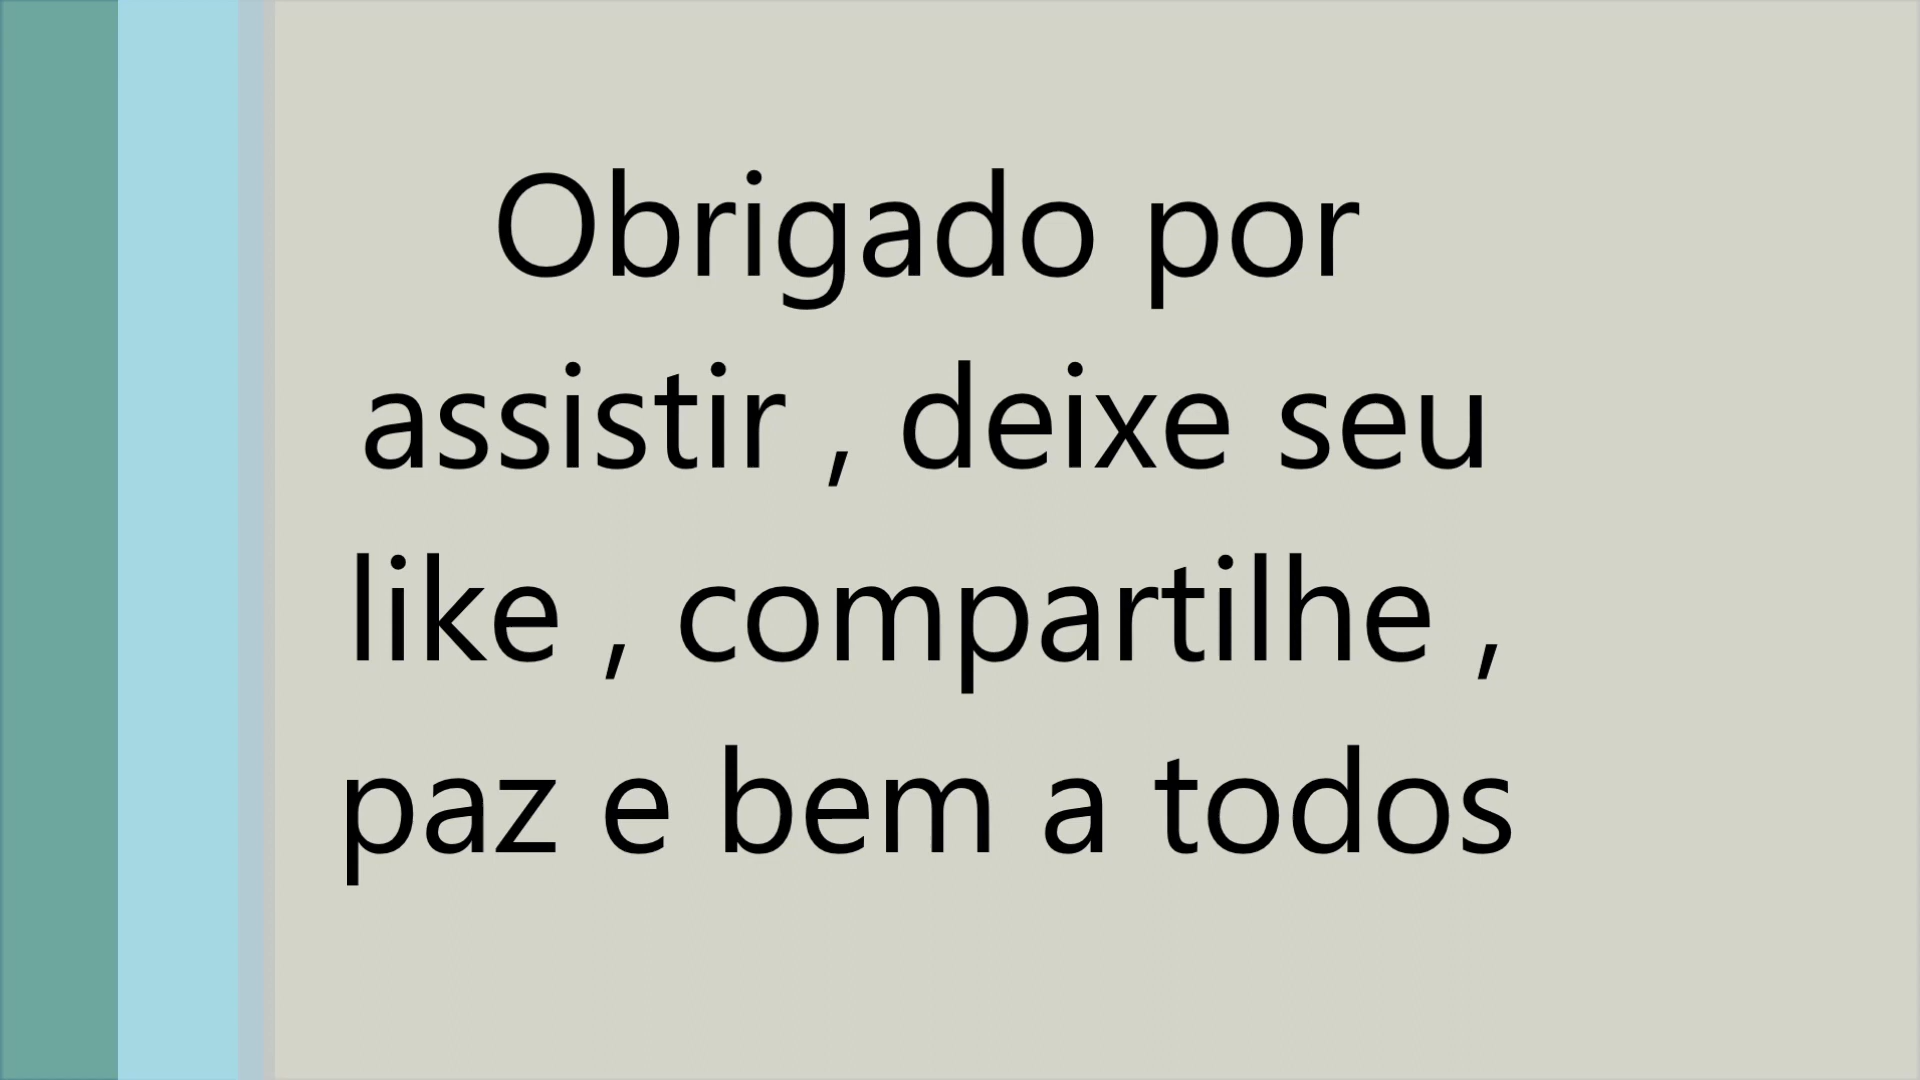 Obrigado por
assistir , deixe seu
like , compartilhe ,
paz e bem a todos